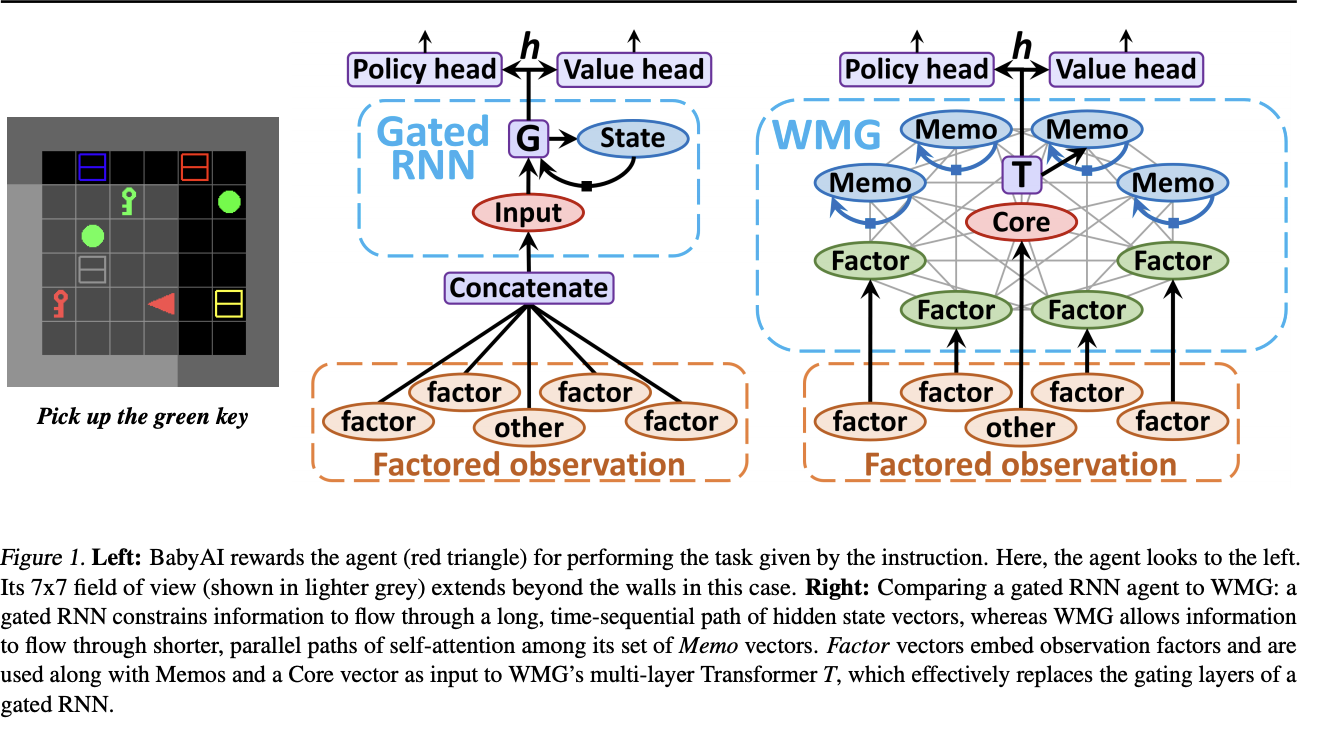 Pick up the green key
h
Policy head
Value head
Gated
RNN
G
State
Input
Concatenate
factor
factor
factor
other
factor
Factored observation
h
Policy head
Value head
WMG
Memo
Memo
Memo
T
Memo
Core
Factor
Factor
Factor
Factor
factor
factor
factor
other
factor
Factored observation
Figure 1. Left: BabyAI rewards the agent (red triangle) for performing the task given by the instruction. Here, the agent looks to the left.
Its 7x7 field of view (shown in lighter grey) extends beyond the walls in this case. Right: Comparing a gated RNN agent to WMG: a
gated RNN constrains information to flow through a long, time-sequential path of hidden state vectors, whereas WMG allows information
to flow through shorter, parallel paths of self-attention among its set of Memo vectors. Factor vectors embed observation factors and are
used along with Memos and a Core vector as input to WMG's multi-layer Transformer T, which effectively replaces the gating layers of a
gated RNN.